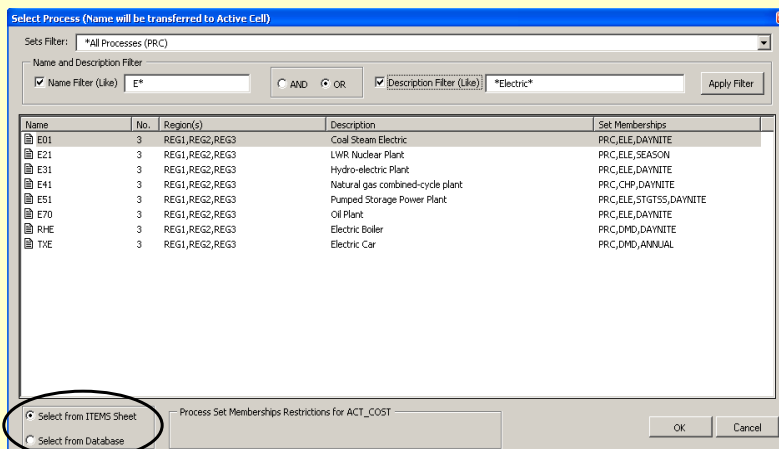 Select Process (Name will be transferred to Active Cell)
Sets Filter: *All Processes (PRC)
Name and Description Filter
Name Filter (Like) E* AND OR Description Filter (Like) *Electric* Apply Filter
Name No. Region(s) Description Set Memberships
E01 3 REG1,REG2,REG3 Coal Steam Electric PRC,ELE,DAYNITE
E21 3 REG1,REG2,REG3 LWR Nuclear Plant PRC,ELE,SEASON
E31 3 REG1,REG2,REG3 Hydro-electric Plant PRC,ELE,DAYNITE
E41 3 REG1,REG2,REG3 Natural gas combined-cycle plant PRC,CHP,DAYNITE
E51 3 REG1,REG2,REG3 Pumped Storage Power Plant PRC,ELE,STGTSS,DAYNITE
E70 3 REG1,REG2,REG3 Oil Plant PRC,ELE,DAYNITE
RHE 3 REG1,REG2,REG3 Electric Boiler PRC,DMD,DAYNITE
TXE 3 REG1,REG2,REG3 Electric Car PRC,DMD,ANNUAL
Select from ITEMS Sheet Process Set Memberships Restrictions for ACT_COST
Select from Database OK Cancel